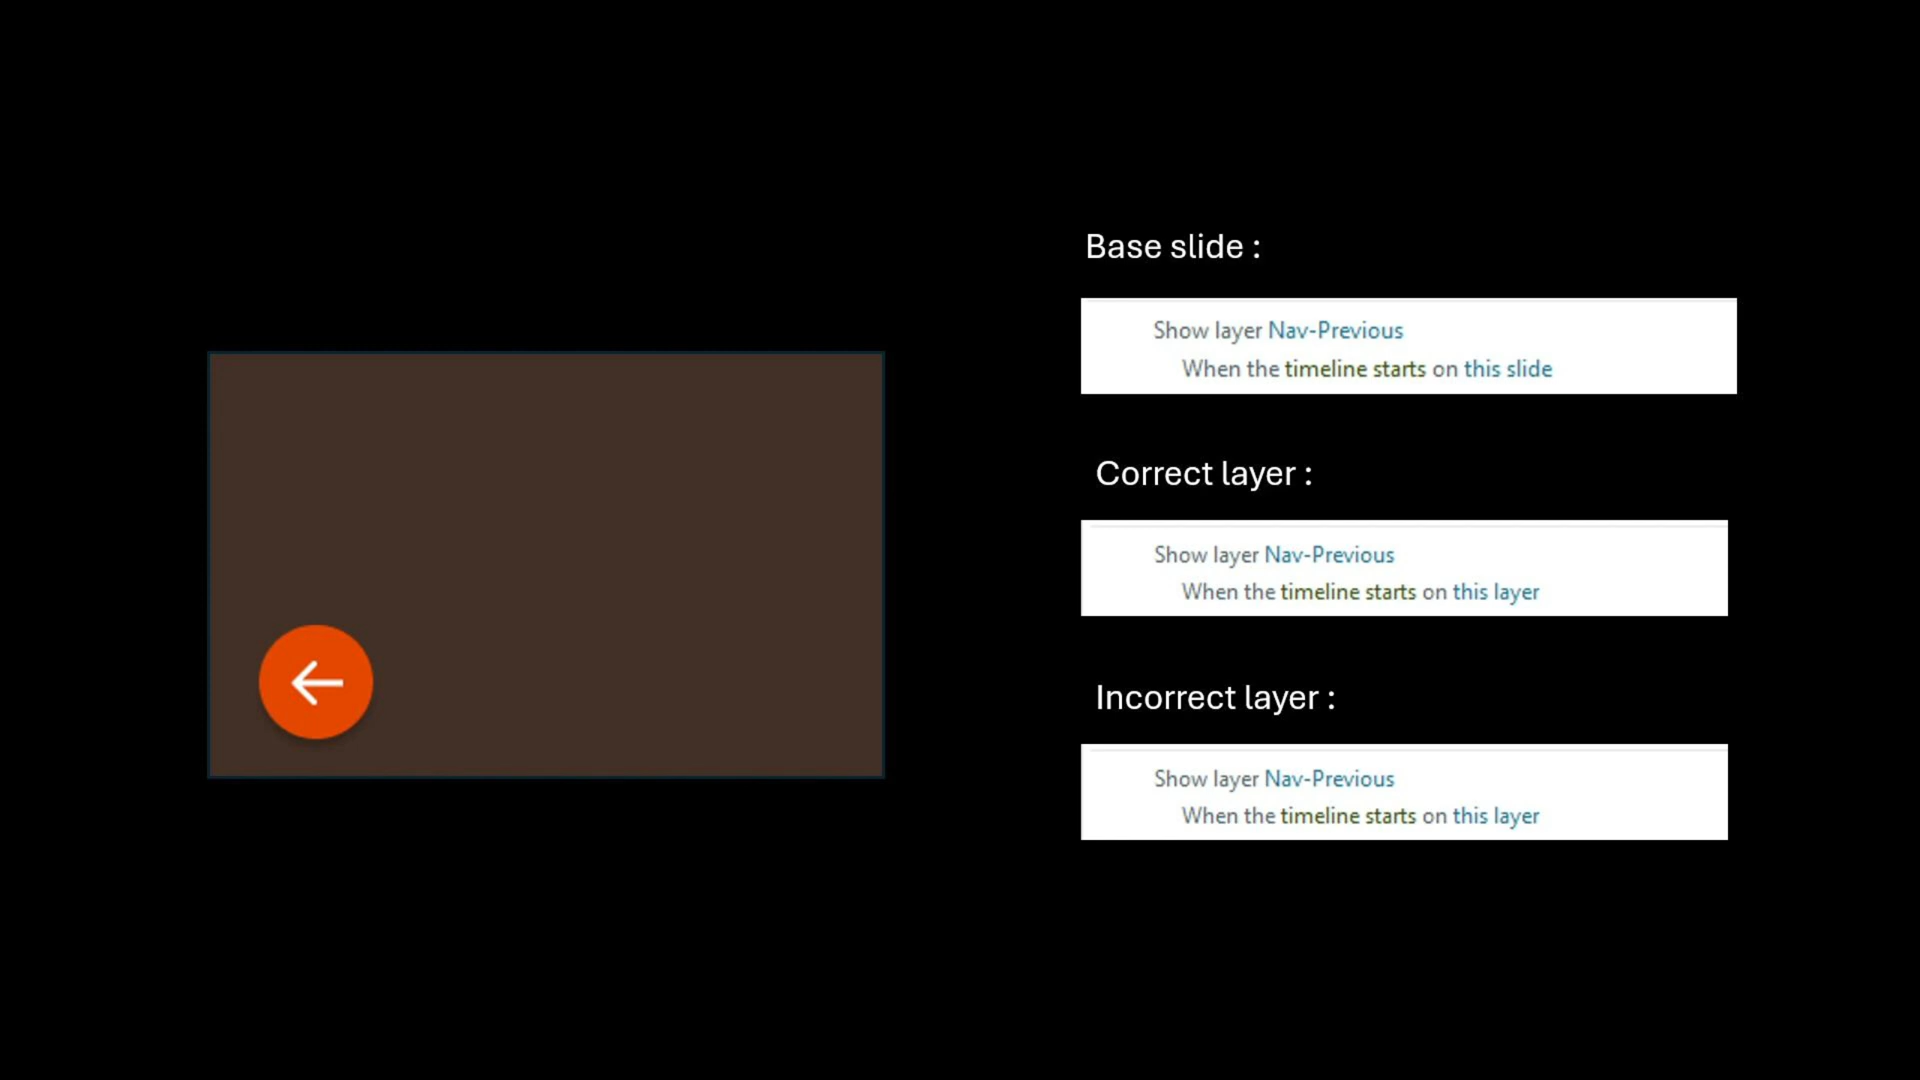 Base slide :
Show layer Nav-Previous
When the timeline starts on this slide
Correct layer :
Show layer Nav-Previous
When the timeline starts on this layer
Incorrect layer :
Show layer Nav-Previous
When the timeline starts on this layer